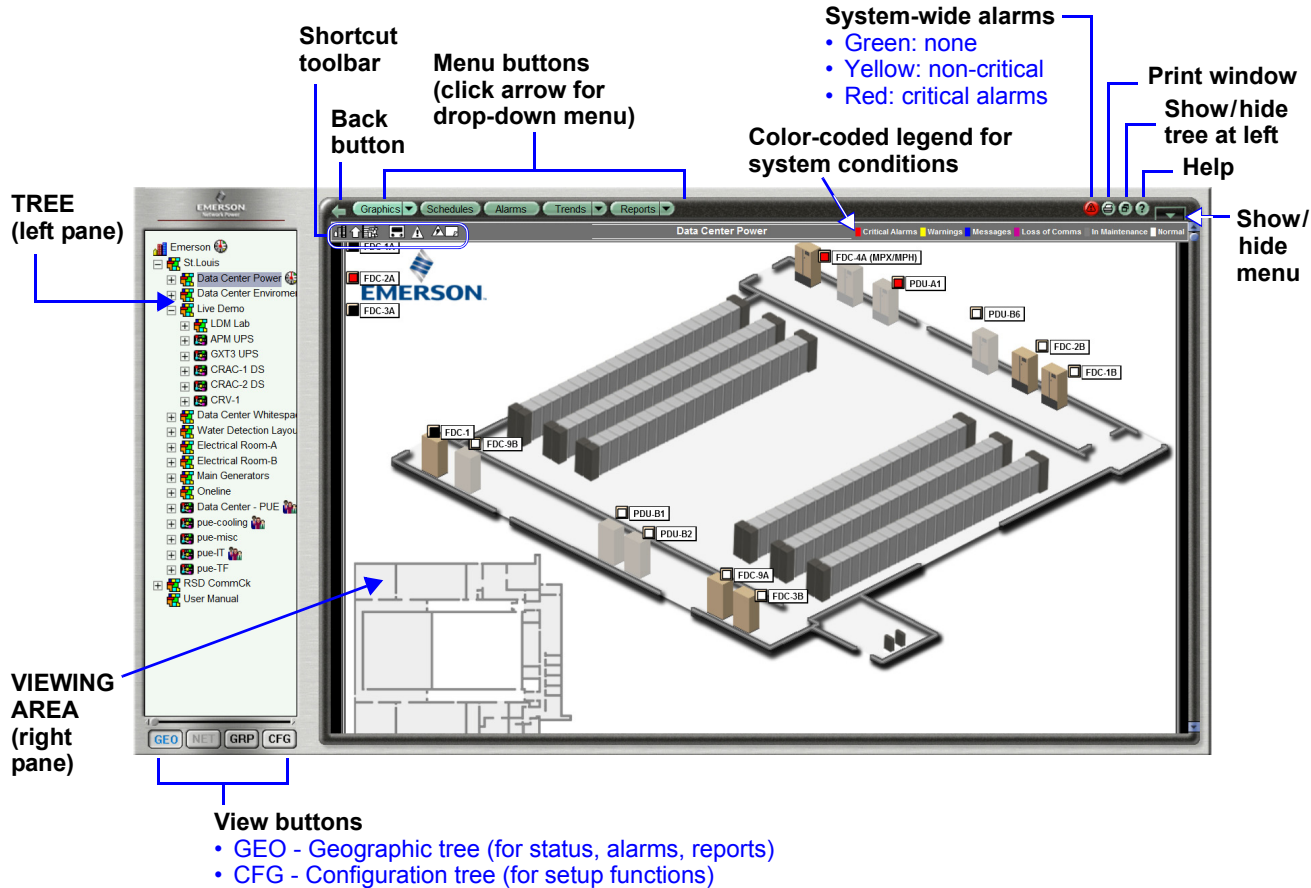 System-wide alarms
• Green: none
• Yellow: non-critical
• Red: critical alarms
Shortcut
toolbar
Menu buttons
(click arrow for
drop-down menu)
Back
button
Color-coded legend for
system conditions
Print window
Show/hide
tree at left
Help
Show/
hide
menu
TREE
(left pane)
EMERSON
Network Power
Graphics
Schedules
Alarms
Trends
Reports
?
Data Center Power
Critical Alarms
Warnings
Messages
Loss of Comms
In Maintenance
Normal
Emerson
St.Louis
Data Center Power
Data Center Enviromer
Live Demo
LDM Lab
APM UPS
GXT3 UPS
CRAC-1 DS
CRAC-2 DS
CRV-1
Data Center Whitespa
Water Detection Layou
Electrical Room-A
Electrical Room-B
Main Generators
Oneline
Data Center - PUE
pue-cooling
pue-misc
pue-IT
pue-TF
RSD CommCk
User Manual
FDC-1A
FDC-2A
EMERSON.
FDC-3A
FDC-4A (MPX/MPH)
PDU-A1
PDU-B6
FDC-2B
FDC-1B
FDC-1
FDC-9B
PDU-B1
PDU-B2
FDC-9A
FDC-3B
VIEWING
AREA
(right
pane)
GEO
NET
GRP
CFG
View buttons
• GEO - Geographic tree (for status, alarms, reports)
• CFG - Configuration tree (for setup functions)